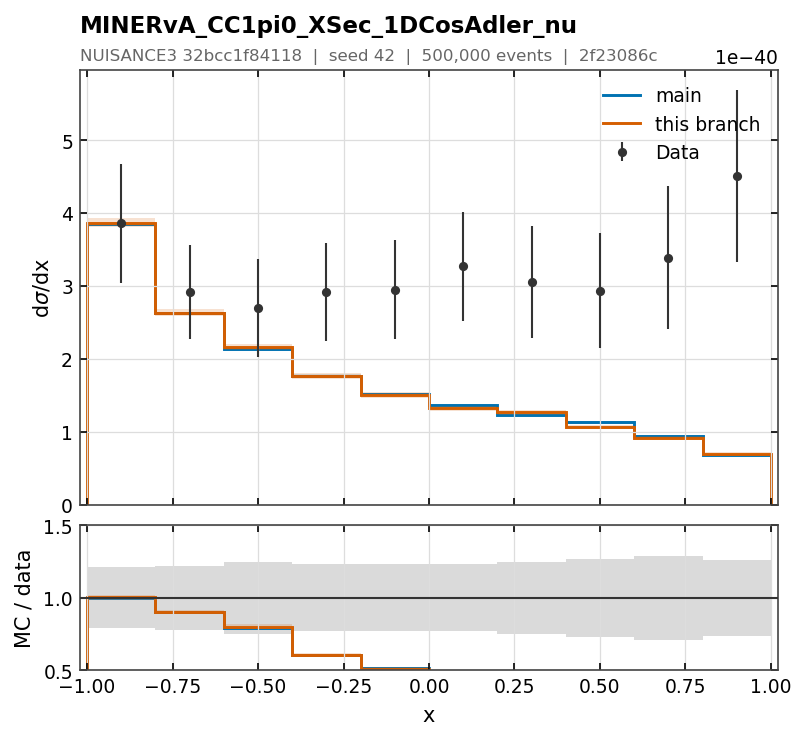 MINERvA_CC1pi0_XSec_1DCosAdler_nu
NUISANCE3 32bcc1f84118 | seed 42 | 500,000 events | 2f23086c
1e−40
main
this branch
Data
dσ/dx
5
4
3
2
1
0
MC / data
1.5
1.0
0.5
−1.00 −0.75 −0.50 −0.25 0.00 0.25 0.50 0.75 1.00
x